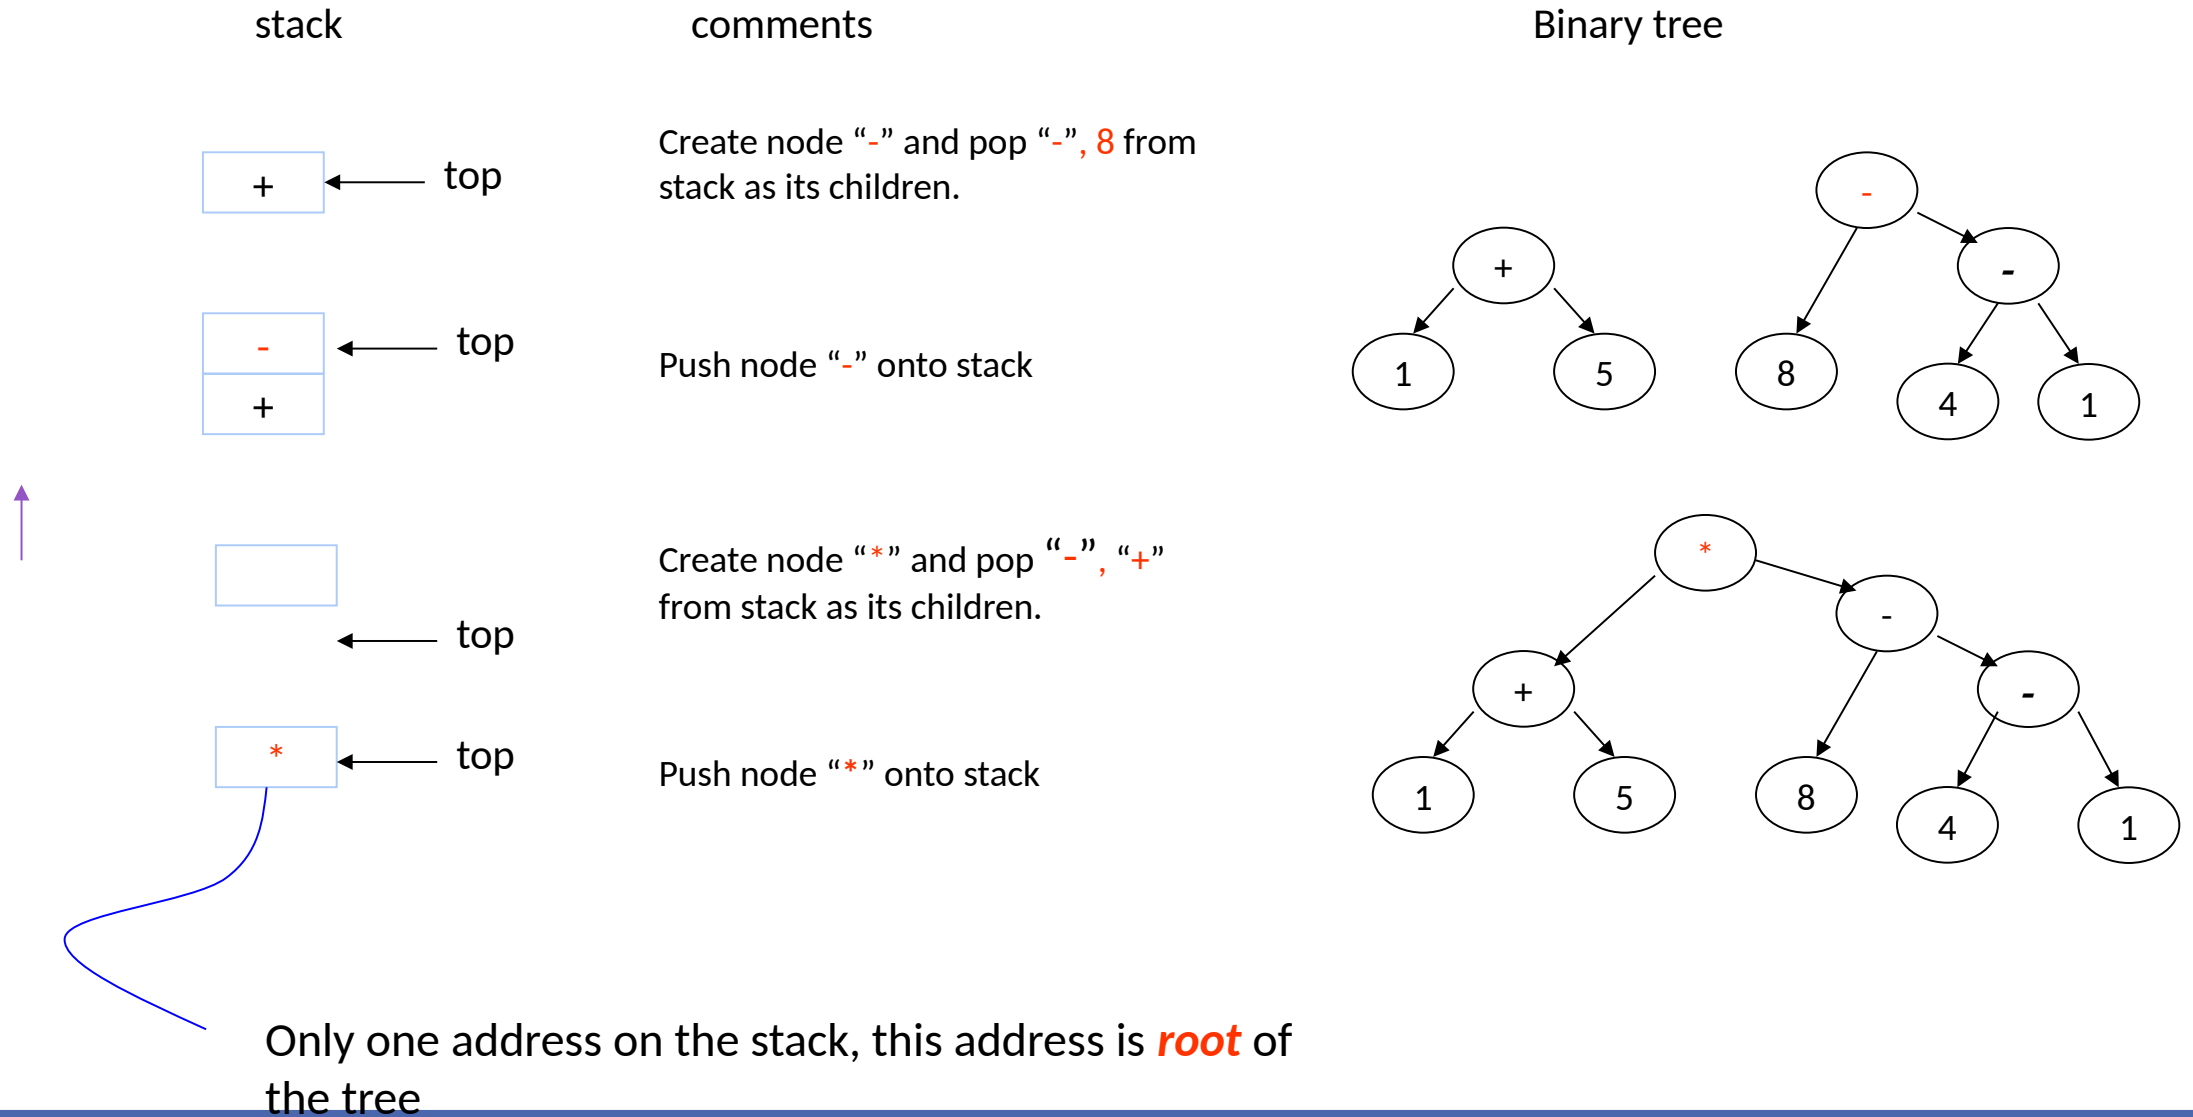 stack comments Binary tree
Create node “-” and pop “-”, 8 from
stack as its children.
+ top
-
+
-
1 5 8 4 1
- top
+
Push node “-” onto stack
Create node “*” and pop “-”, “+”
from stack as its children.
top
*
-
+
-
1 5 8 4 1
* top
Push node “*” onto stack
Only one address on the stack, this address is root of
the tree